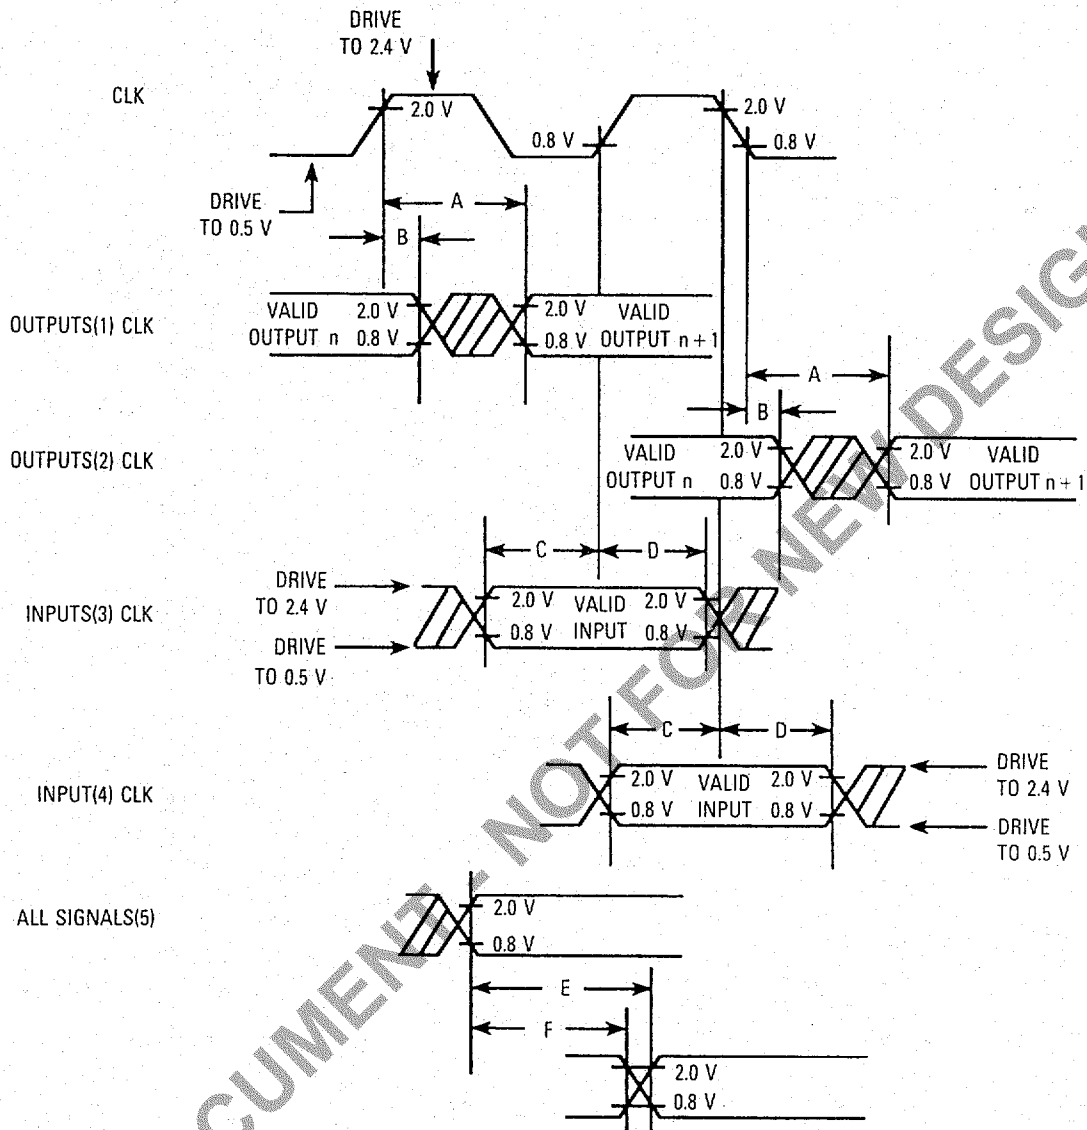 DRIVE
TO 2.4 V
CLK
2.0 V
0.8 V
2.0 V
0.8 V
DRIVE
TO 0.5 V
A
B
OUTPUTS(1) CLK
VALID
OUTPUT n
2.0 V
0.8 V
2.0 V
0.8 V
VALID
OUTPUT n + 1
A
B
OUTPUTS(2) CLK
VALID
OUTPUT n
2.0 V
0.8 V
2.0 V
0.8 V
VALID
OUTPUT n + 1
C
D
INPUTS(3) CLK
DRIVE
TO 2.4 V
DRIVE
TO 0.5 V
2.0 V
0.8 V
VALID
INPUT
2.0 V
0.8 V
C
D
INPUT(4) CLK
2.0 V
0.8 V
VALID
INPUT
2.0 V
0.8 V
DRIVE
TO 2.4 V
DRIVE
TO 0.5 V
ALL SIGNALS(5)
2.0 V
0.8 V
E
F
2.0 V
0.8 V
CUMENT - NOT FOR NEW DESIGN